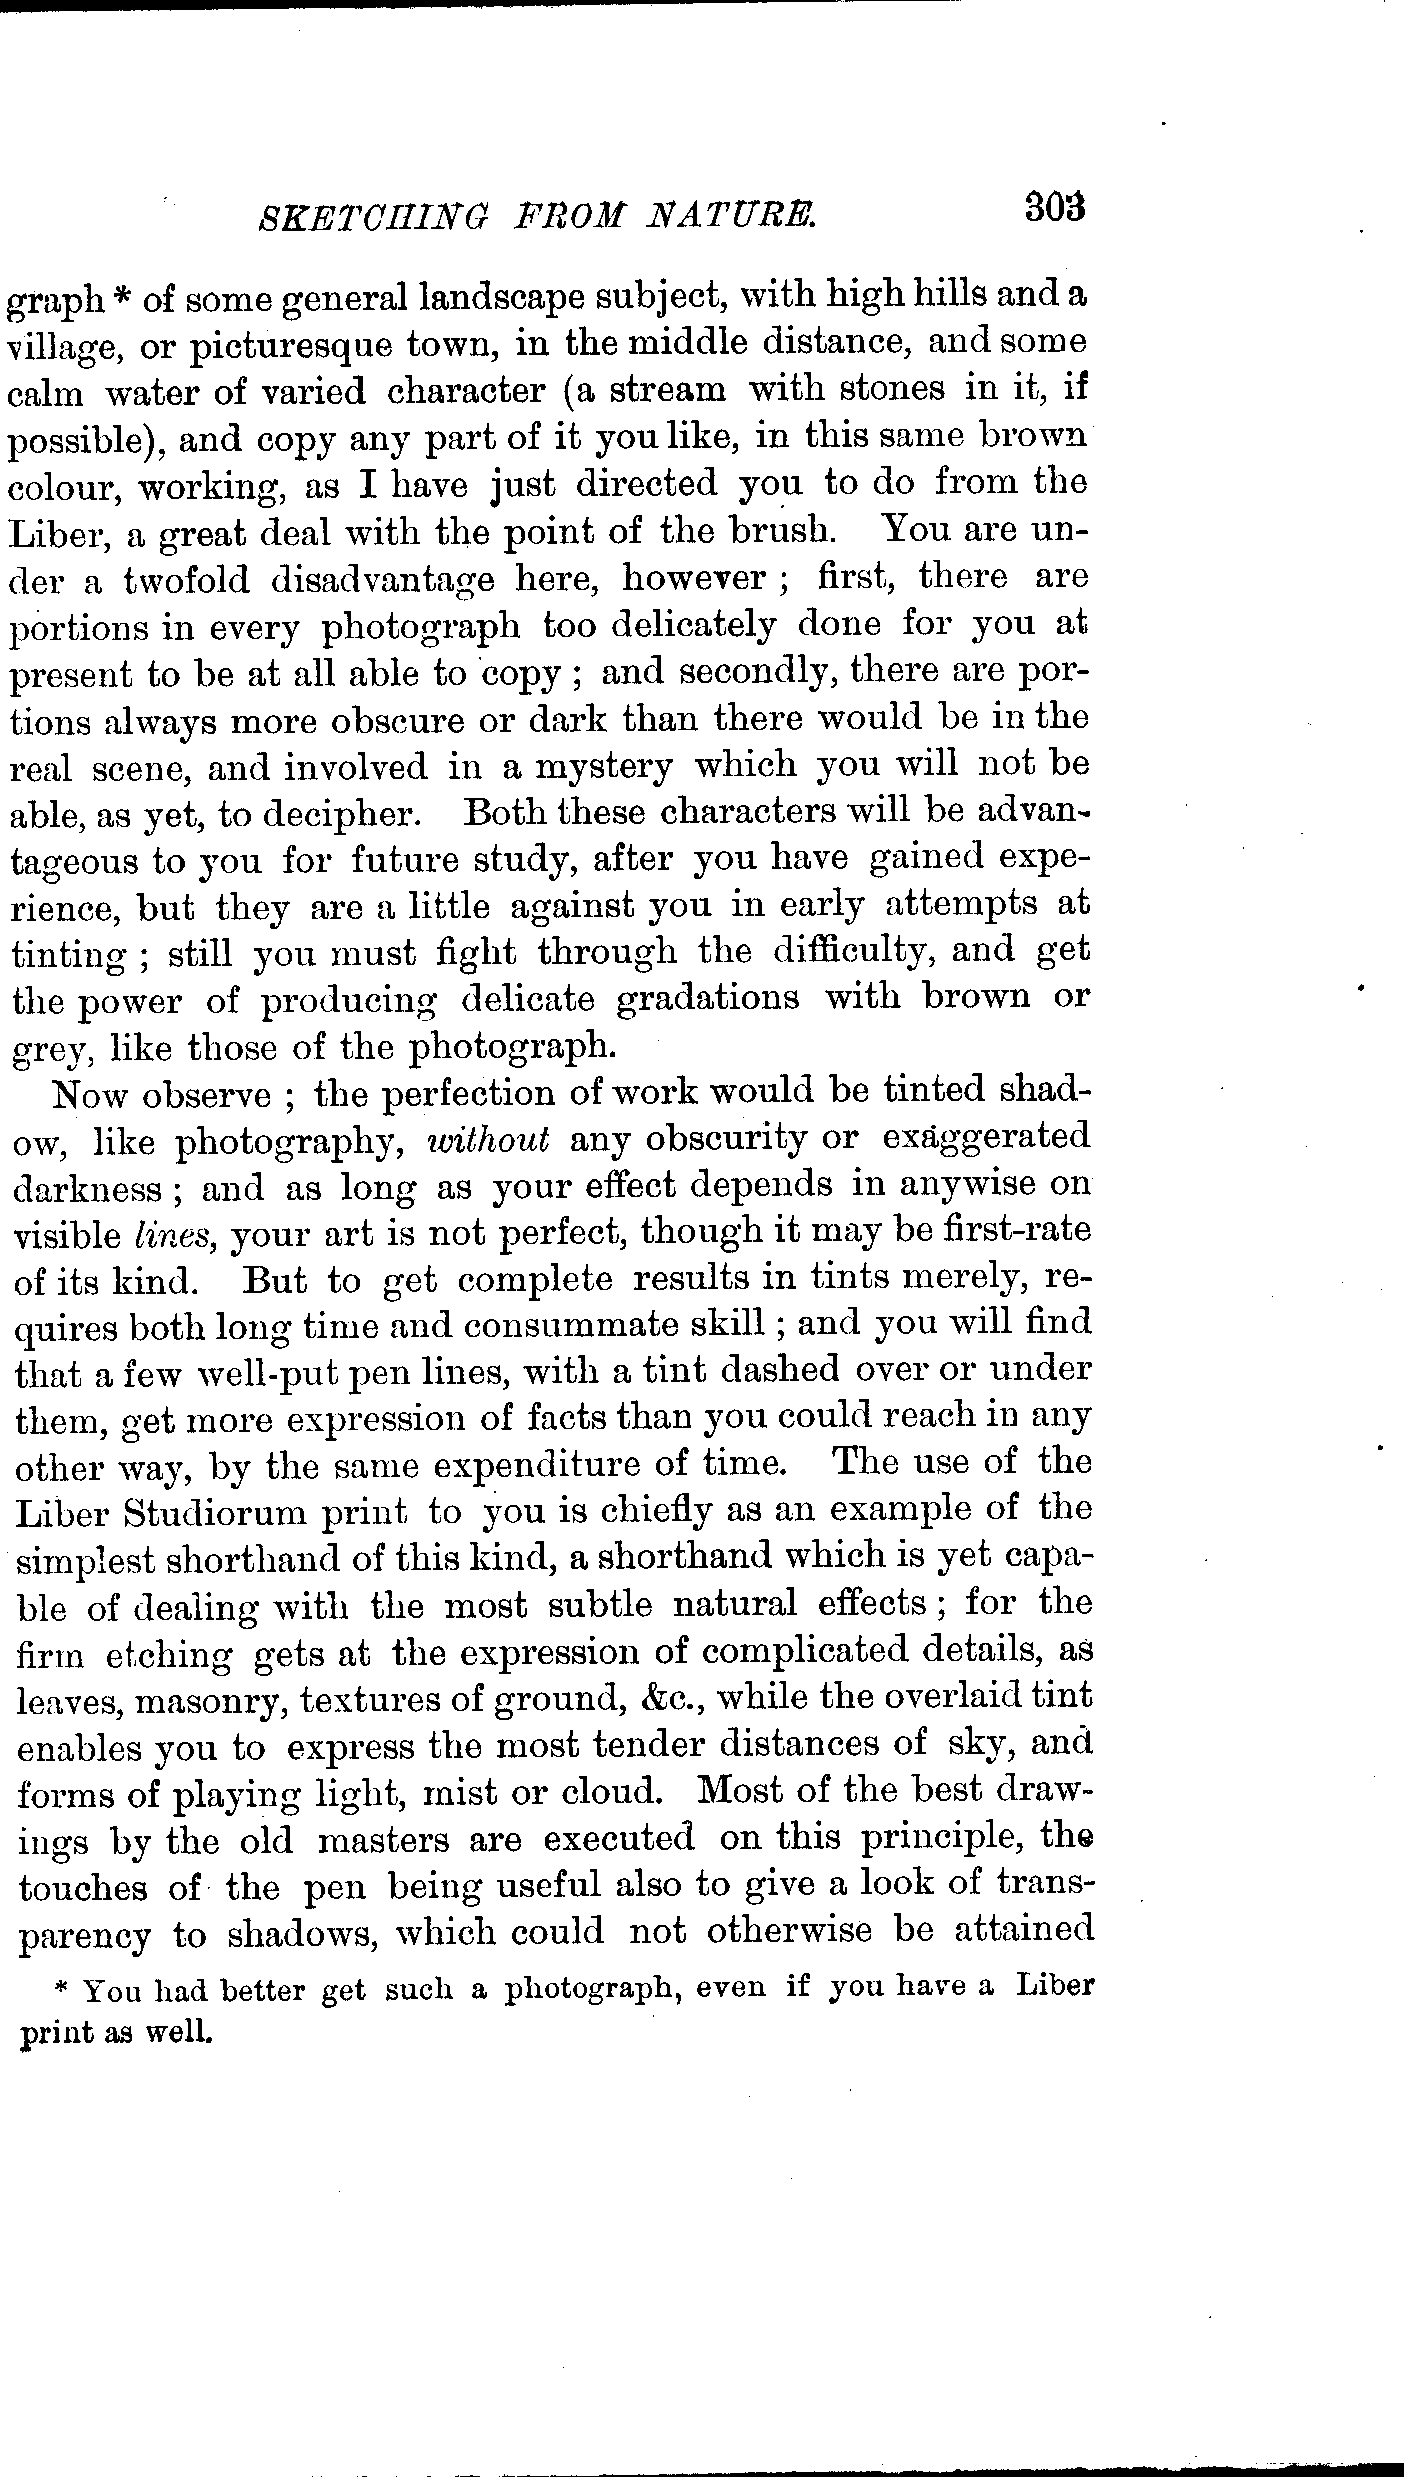 SKETCHING FROM NATURE. 303
graph * of some general landscape subject, with high hills and a
village, or picturesque town, in the middle distance, and some
calm water of varied character (a stream with stones in it, if
possible), and copy any part of it you like, in this same brown
colour, working, as I have just directed you to do from the
Liber, a great deal with the point of the brush. You are un-
der a twofold disadvantage here, however ; first, there are
portions in every photograph too delicately done for you at
present to be at all able to copy ; and secondly, there are por-
tions always more obscure or dark than there would be in the
real scene, and involved in a mystery which you will not be
able, as yet, to decipher. Both these characters will be advan-
tageous to you for future study, after you have gained expe-
rience, but they are a little against you in early attempts at
tinting ; still you must fight through the difficulty, and get
the power of producing delicate gradations with brown or
grey, like those of the photograph.
Now observe ; the perfection of work would be tinted shad-
ow, like photography, without any obscurity or exaggerated
darkness ; and as long as your effect depends in anywise on
visible lines, your art is not perfect, though it may be first-rate
of its kind. But to get complete results in tints merely, re-
quires both long time and consummate skill ; and you will find
that a few well-put pen lines, with a tint dashed over or under
them, get more expression of facts than you could reach in any
other way, by the same expenditure of time. The use of the
Liber Studiorum print to you is chiefly as an example of the
simplest shorthand of this kind, a shorthand which is yet capa-
ble of dealing with the most subtle natural effects ; for the
firm etching gets at the expression of complicated details, as
leaves, masonry, textures of ground, &c., while the overlaid tint
enables you to express the most tender distances of sky, and
forms of playing light, mist or cloud. Most of the best draw-
ings by the old masters are executed on this principle, the
touches of the pen being useful also to give a look of trans-
parency to shadows, which could not otherwise be attained
* You had better get such a photograph, even if you have a Liber
print as well.